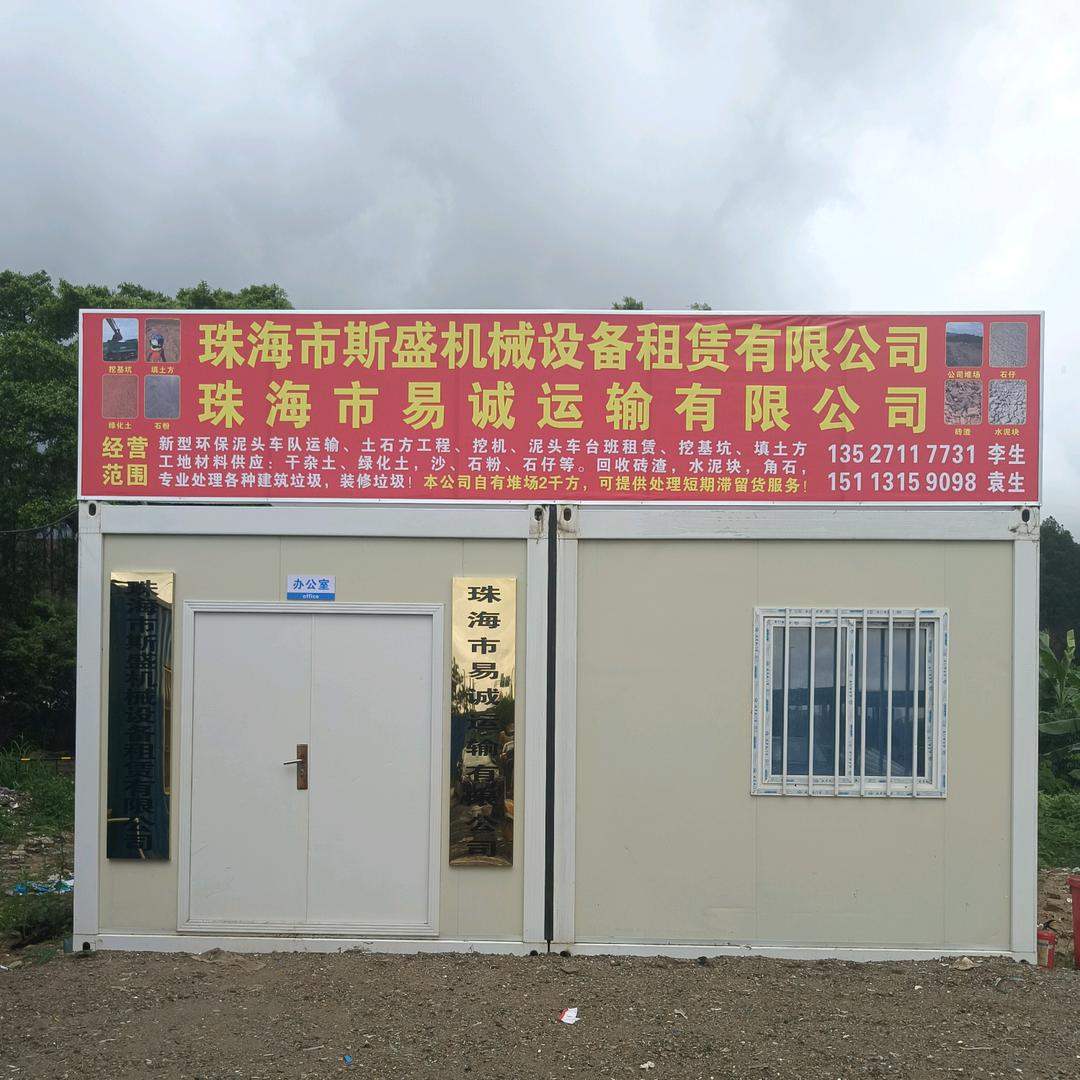 珠海市斯盛机械设备租赁有限公司
珠海市易诚运输有限公司
挖基坑
填土方
绿化土
石粉
公司堆场
石仔
砖渣
水泥块
经营范围
新型环保泥头车队运输、土石方工程、挖机、泥头车台班租赁、挖基坑、填土方
工地材料供应：干杂土、绿化土，沙、石粉、石仔等。回收砖渣，水泥块，角石，
专业处理各种建筑垃圾，装修垃圾！本公司自有堆场2千方，可提供处理短期滞留货服务！
135 2711 7731 李生
151 1315 9098 袁生
办公室
office
珠海市斯盛机械设备租赁有限公司
珠海市易诚运输有限公司